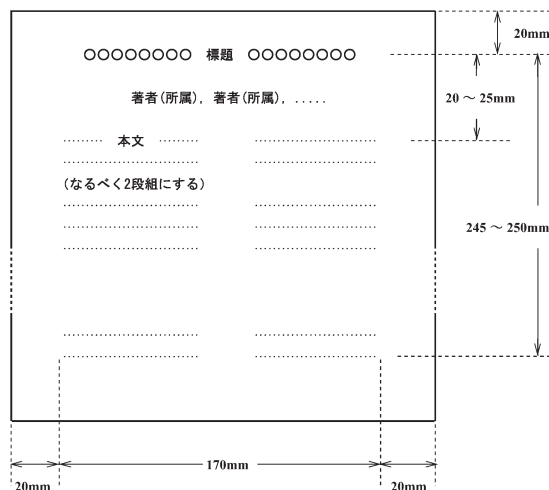 20mm
○○○○○○○○ 標題 ○○○○○○○○
著者(所属), 著者(所属), .....
20 ～ 25mm
本文
(なるべく2段組にする)
245 ～ 250mm
170mm
20mm
20mm